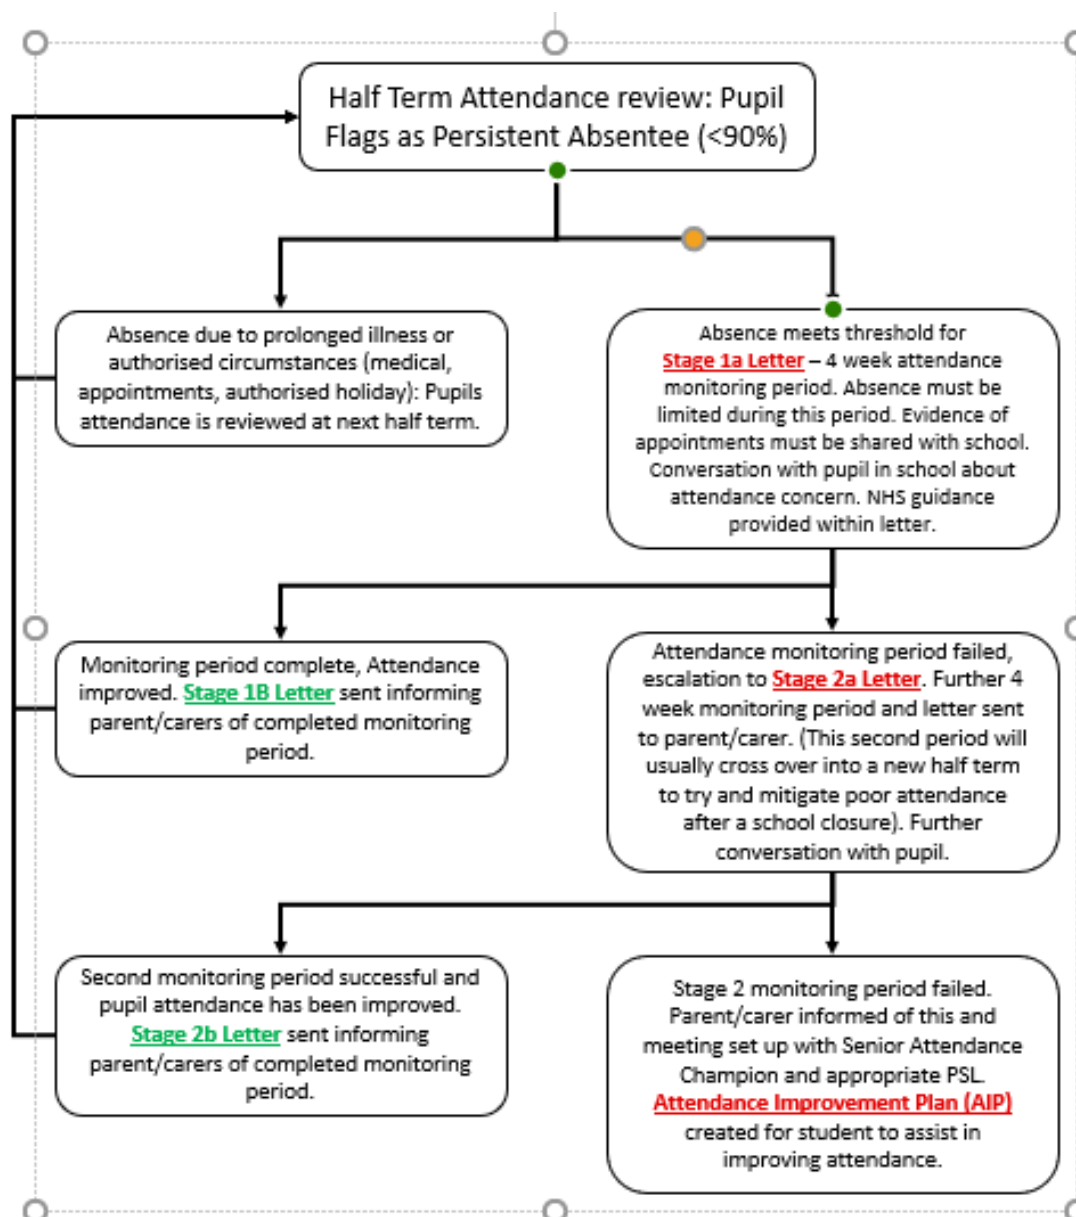 Half Term Attendance review: Pupil
Flags as Persistent Absentee (<90%)
Absence due to prolonged illness or
authorised circumstances (medical,
appointments, authorised holiday): Pupils
attendance is reviewed at next half term.
Absence meets threshold for
Stage 1a Letter – 4 week attendance
monitoring period. Absence must be
limited during this period. Evidence of
appointments must be shared with school.
Conversation with pupil in school about
attendance concern. NHS guidance
provided within letter.
Monitoring period complete, Attendance
improved. Stage 1B Letter sent informing
parent/carers of completed monitoring
period.
Attendance monitoring period failed,
escalation to Stage 2a Letter. Further 4
week monitoring period and letter sent
to parent/carer. (This second period will
usually cross over into a new half term
to try and mitigate poor attendance
after a school closure). Further
conversation with pupil.
Second monitoring period successful and
pupil attendance has been improved.
Stage 2b Letter sent informing
parent/carers of completed monitoring
period.
Stage 2 monitoring period failed.
Parent/carer informed of this and
meeting set up with Senior Attendance
Champion and appropriate PSL.
Attendance Improvement Plan (AIP)
created for student to assist in
improving attendance.